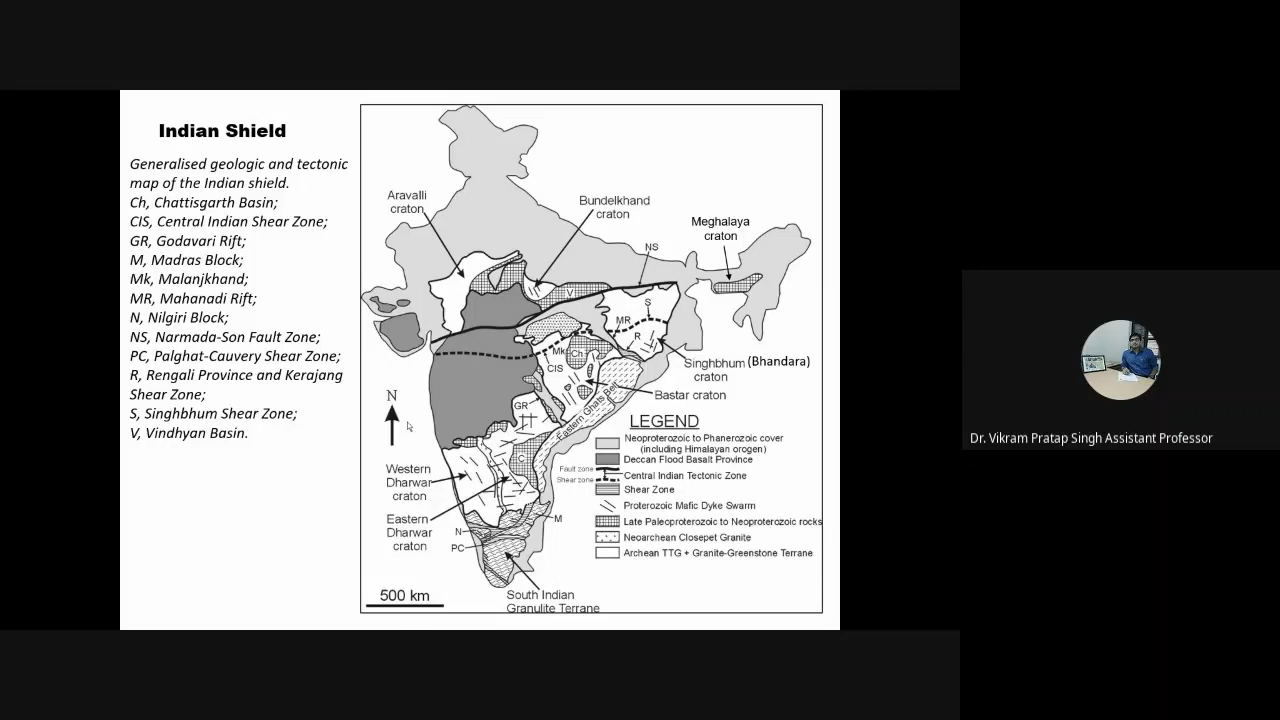 Indian Shield
Generalised geologic and tectonic
map of the Indian shield.
Ch, Chattisgarth Basin;
CIS, Central Indian Shear Zone;
GR, Godavari Rift;
M, Madras Block;
Mk, Malanjkhand;
MR, Mahanadi Rift;
N, Nilgiri Block;
NS, Narmada-Son Fault Zone;
PC, Palghat-Cauvery Shear Zone;
R, Rengali Province and Kerajang
Shear Zone;
S, Singhbhum Shear Zone;
V, Vindhyan Basin.
Aravalli
craton
Bundelkhand
craton
Meghalaya
craton
NS
V
S
MR
R
Mk
Ch
CIS
Singhbhum (Bhandara)
craton
Bastar craton
Eastern Ghats Belt
GR
N
C
Western
Dharwar
craton
Eastern
Dharwar
craton
M
N
PC
South Indian
Granulite Terrane
500 km
LEGEND
Neoproterozoic to Phanerozoic cover
(including Himalayan orogen)
Deccan Flood Basalt Province
Fault zone
Shear zone
Central Indian Tectonic Zone
Shear Zone
Proterozoic Mafic Dyke Swarm
Late Paleoproterozoic to Neoproterozoic rocks
Neoarchean Closepet Granite
Archean TTG + Granite-Greenstone Terrane
Dr. Vikram Pratap Singh Assistant Professor